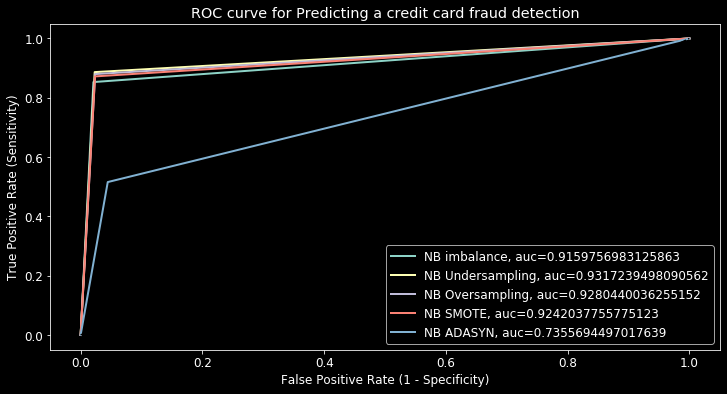 ROC curve for Predicting a credit card fraud detection
True Positive Rate (Sensitivity)
1.0
0.8
0.6
0.4
0.2
0.0
NB imbalance, auc=0.9159756983125863
NB Undersampling, auc=0.9317239498090562
NB Oversampling, auc=0.9280440036255152
NB SMOTE, auc=0.9242037755775123
NB ADASYN, auc=0.7355694497017639
0.0
0.2
0.4
0.6
0.8
1.0
False Positive Rate (1 - Specificity)